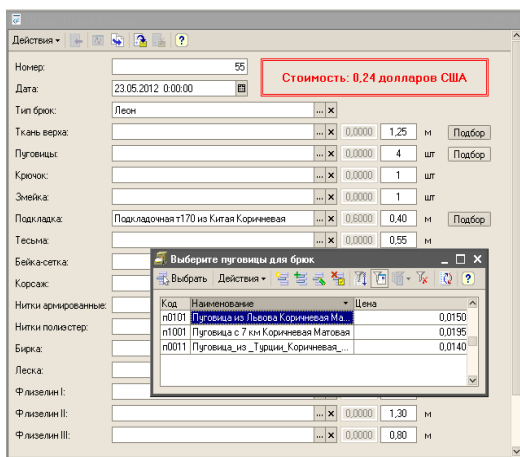 Действия
Номер: 55
Стоимость: 0,24 долларов США
Дата: 23.05.2012 0:00:00
Тип брюк: Леон ... x
Ткань верха: ... x 0,0000 1,25 м Подбор
Пуговицы: ... x 0,0000 4 шт Подбор
Крючок: ... x 0,0000 1 шт
Змейка: ... x 0,0000 1 шт
Подкладка: Подкладочная т170 из Китая Коричневая ... x 0,6000 0,40 м Подбор
Тесьма: ... x 0,0000 0,55 м
Бейка-сетка:
Корсаж:
Нитки армированные:
Нитки полиэстер:
Бирка:
Леска:
Флизелин I:
Флизелин II: ... x 0,0000 1,30 м
Флизелин III: ... x 0,0000 0,80 м
Выберите пуговицы для брюк
Выбрать Действия
Код Наименование Цена
п0101 Пуговица из Львова Коричневая Ма... 0,0150
п1001 Пуговица с 7 км Коричневая Матовая 0,0195
п0011 Пуговица_из _Турции_Коричневая_... 0,0140